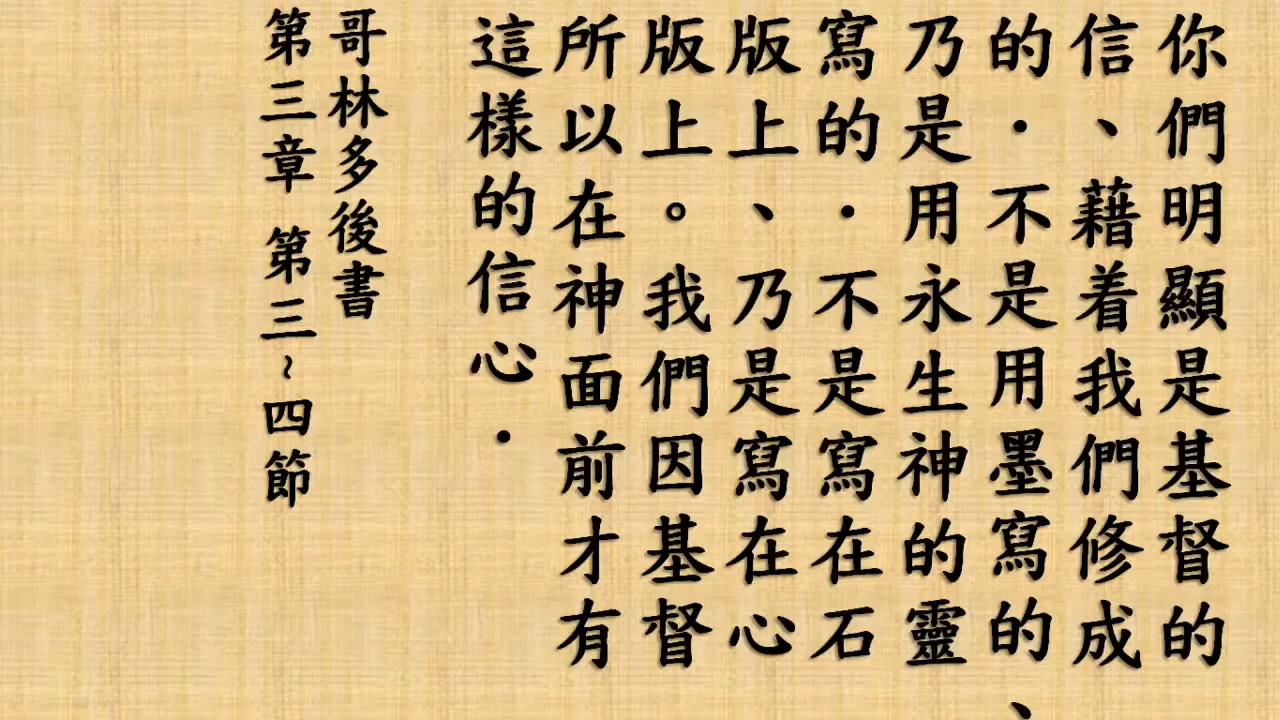 你們明顯是基督的
信、藉着我們修成
的．不是用墨寫的、
乃是用永生神的靈
寫的．不是寫在石
版上、乃是寫在心
版上。我們因基督
所以在神面前才有
這樣的信心．
哥林多後書
第三章 第三~四節